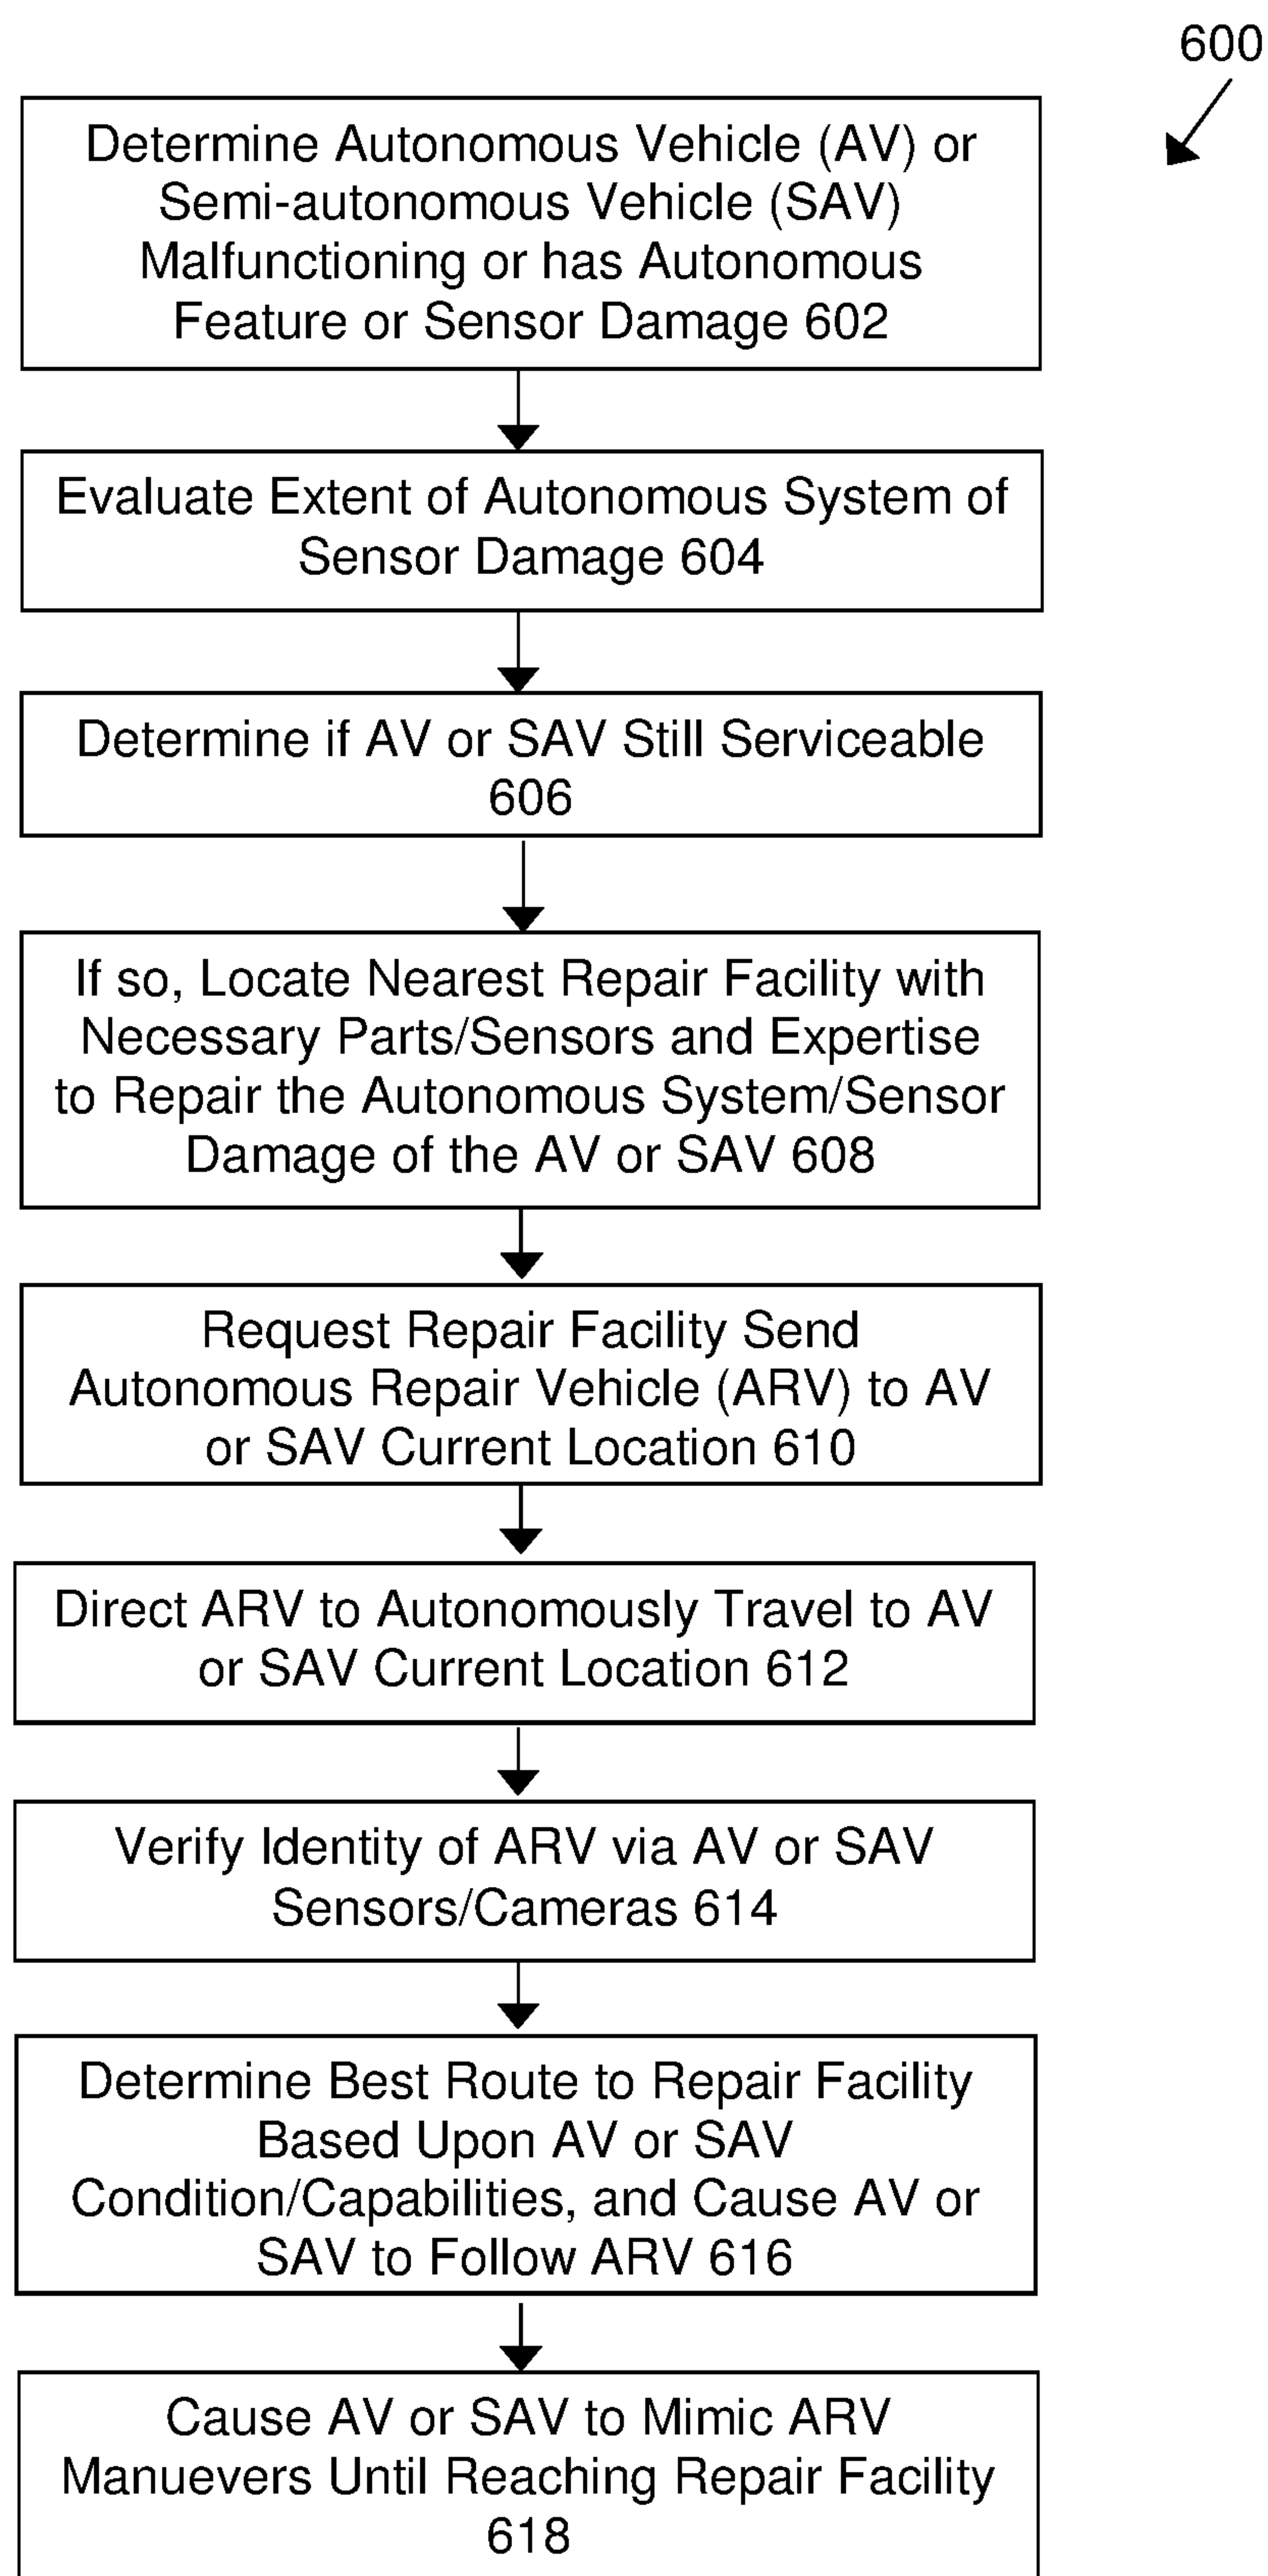 600
Determine Autonomous Vehicle (AV) or
Semi-autonomous Vehicle (SAV)
Malfunctioning or has Autonomous
Feature or Sensor Damage 602
Evaluate Extent of Autonomous System of
Sensor Damage 604
Determine if AV or SAV Still Serviceable
606
If so, Locate Nearest Repair Facility with
Necessary Parts/Sensors and Expertise
to Repair the Autonomous System/Sensor
Damage of the AV or SAV 608
Request Repair Facility Send
Autonomous Repair Vehicle (ARV) to AV
or SAV Current Location 610
Direct ARV to Autonomously Travel to AV
or SAV Current Location 612
Verify Identity of ARV via AV or SAV
Sensors/Cameras 614
Determine Best Route to Repair Facility
Based Upon AV or SAV
Condition/Capabilities, and Cause AV or
SAV to Follow ARV 616
Cause AV or SAV to Mimic ARV
Manuevers Until Reaching Repair Facility
618